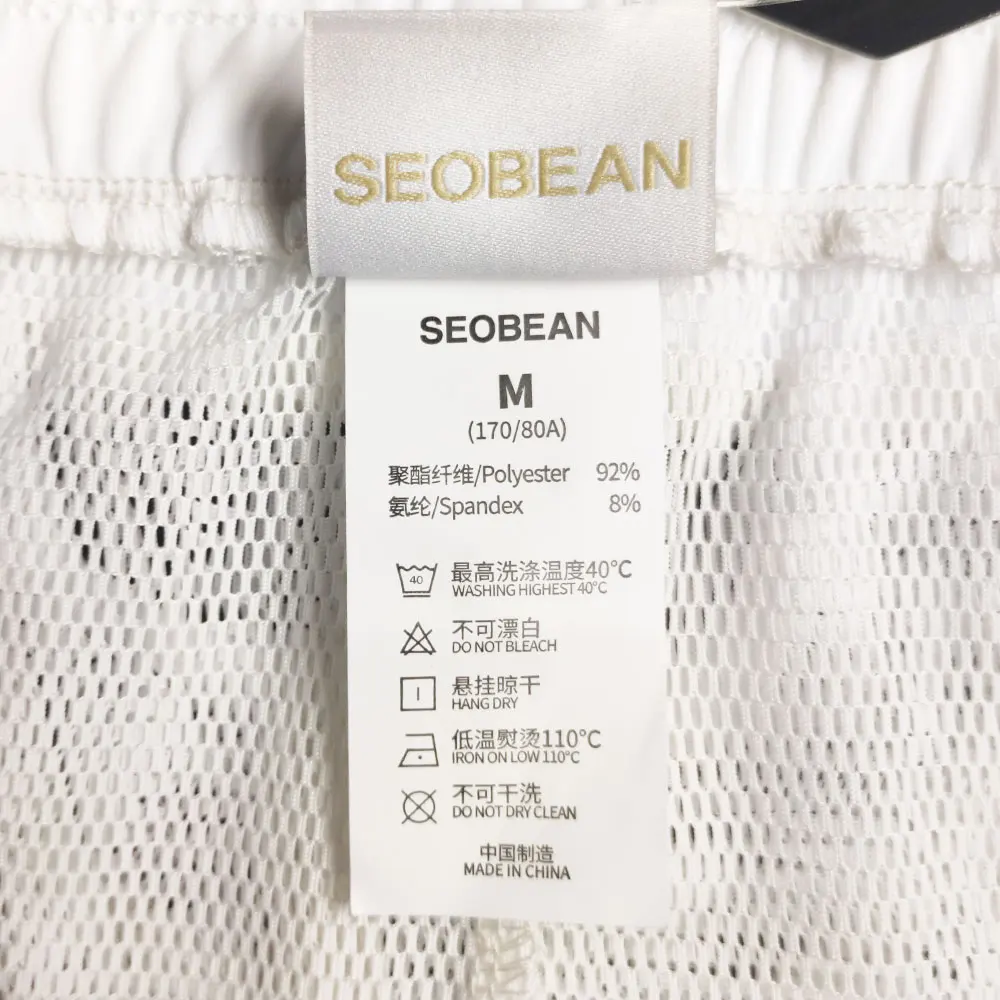 SEOBEAN
SEOBEAN
M
(170/80A)
聚酯纤维/Polyester 92%
氨纶/Spandex 8%
40
最高洗涤温度40°C
WASHING HIGHEST 40°C
不可漂白
DO NOT BLEACH
悬挂晾干
HANG DRY
低温熨烫110°C
IRON ON LOW 110°C
不可干洗
DO NOT DRY CLEAN
中国制造
MADE IN CHINA